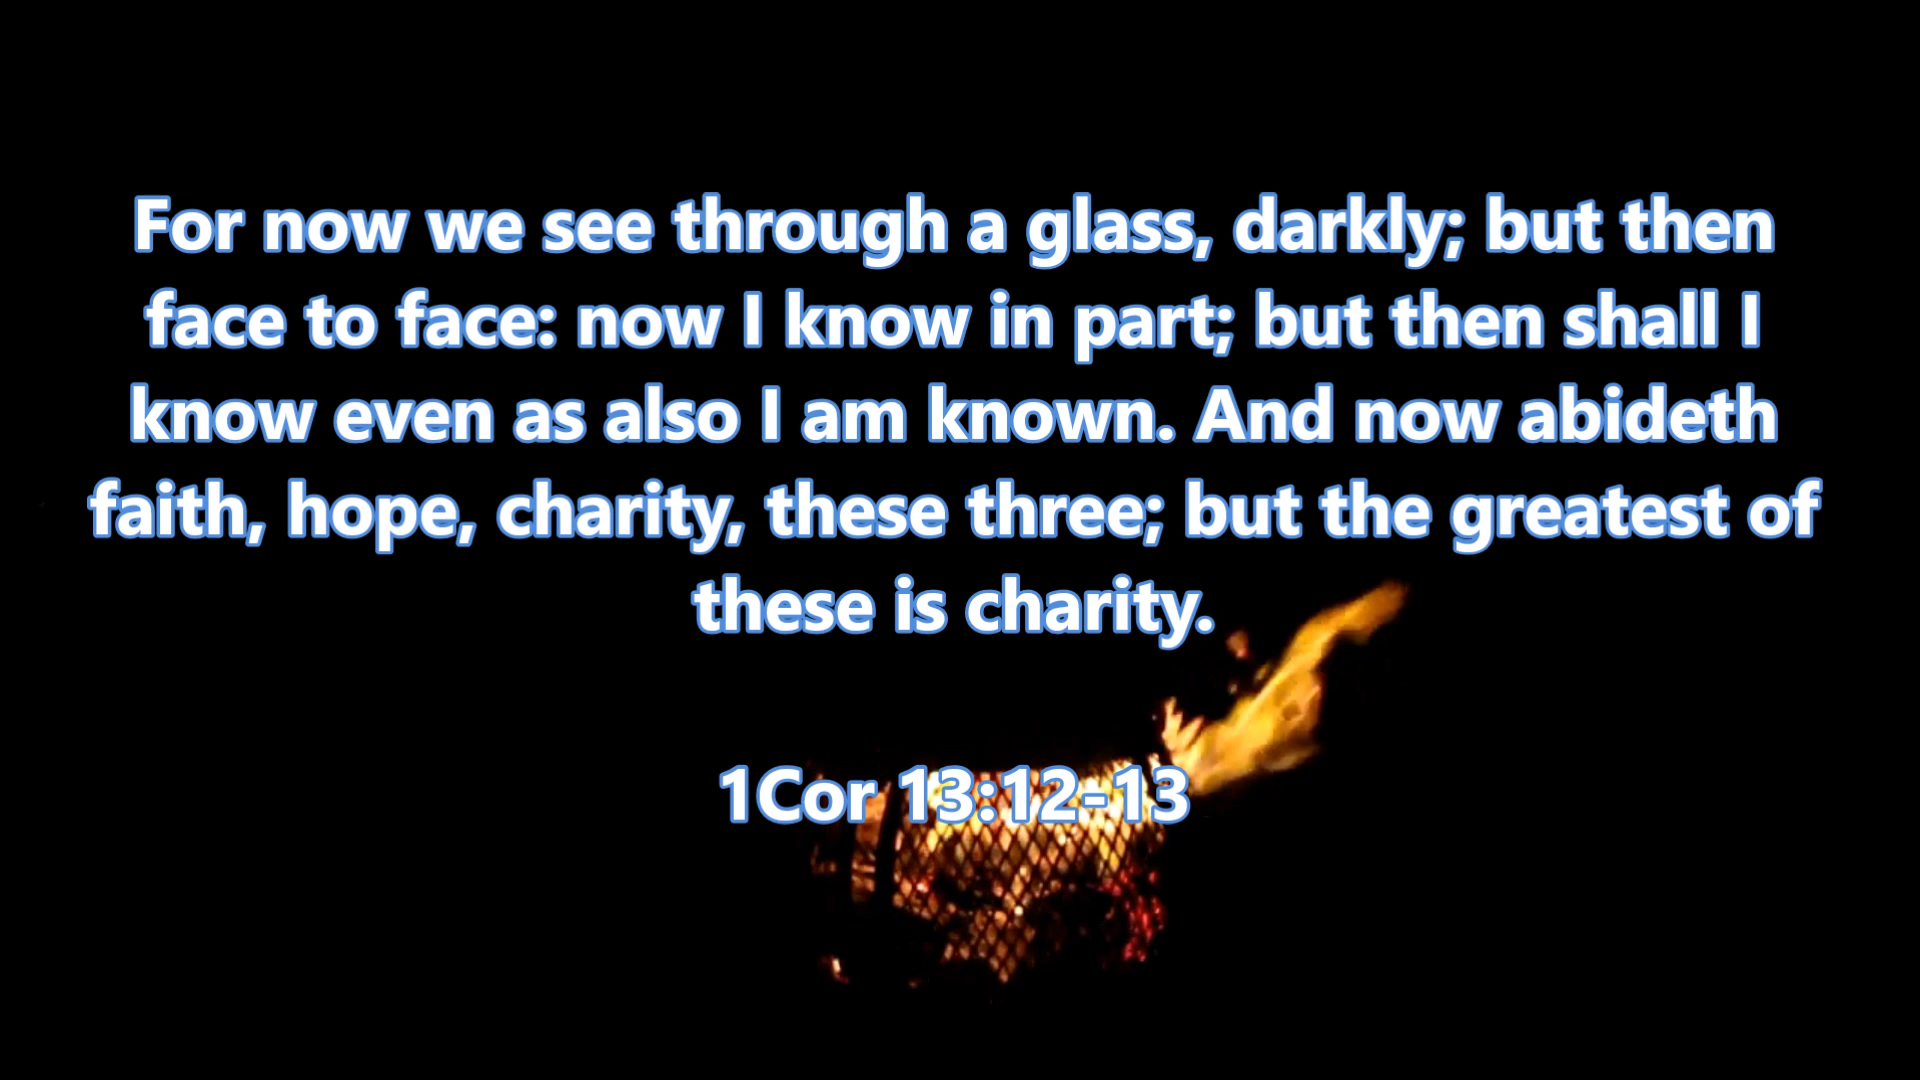 For now we see through a glass, darkly; but then
face to face: now I know in part; but then shall I
know even as also I am known. And now abideth
faith, hope, charity, these three; but the greatest of
these is charity.
1Cor 13:12-13